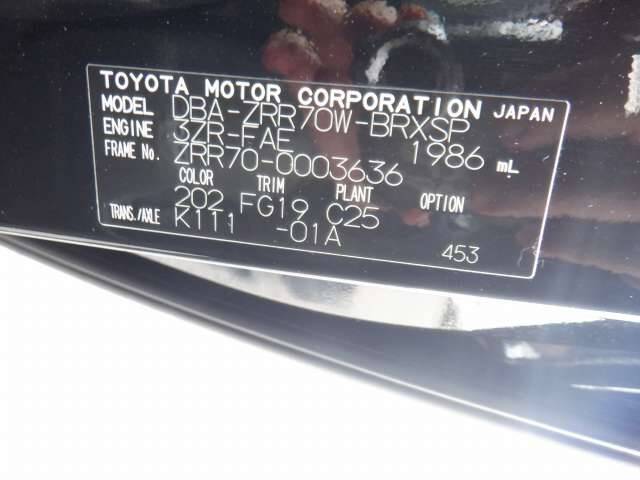 TOYOTA MOTOR CORPORATION JAPAN
MODEL DBA-ZRR70W-BRXSP
ENGINE 3ZR-FAE 1986 mL
FRAME No. ZRR70-0003636
COLOR TRIM PLANT OPTION
202 FG19 C25
TRANS./AXLE K111 -01A
453